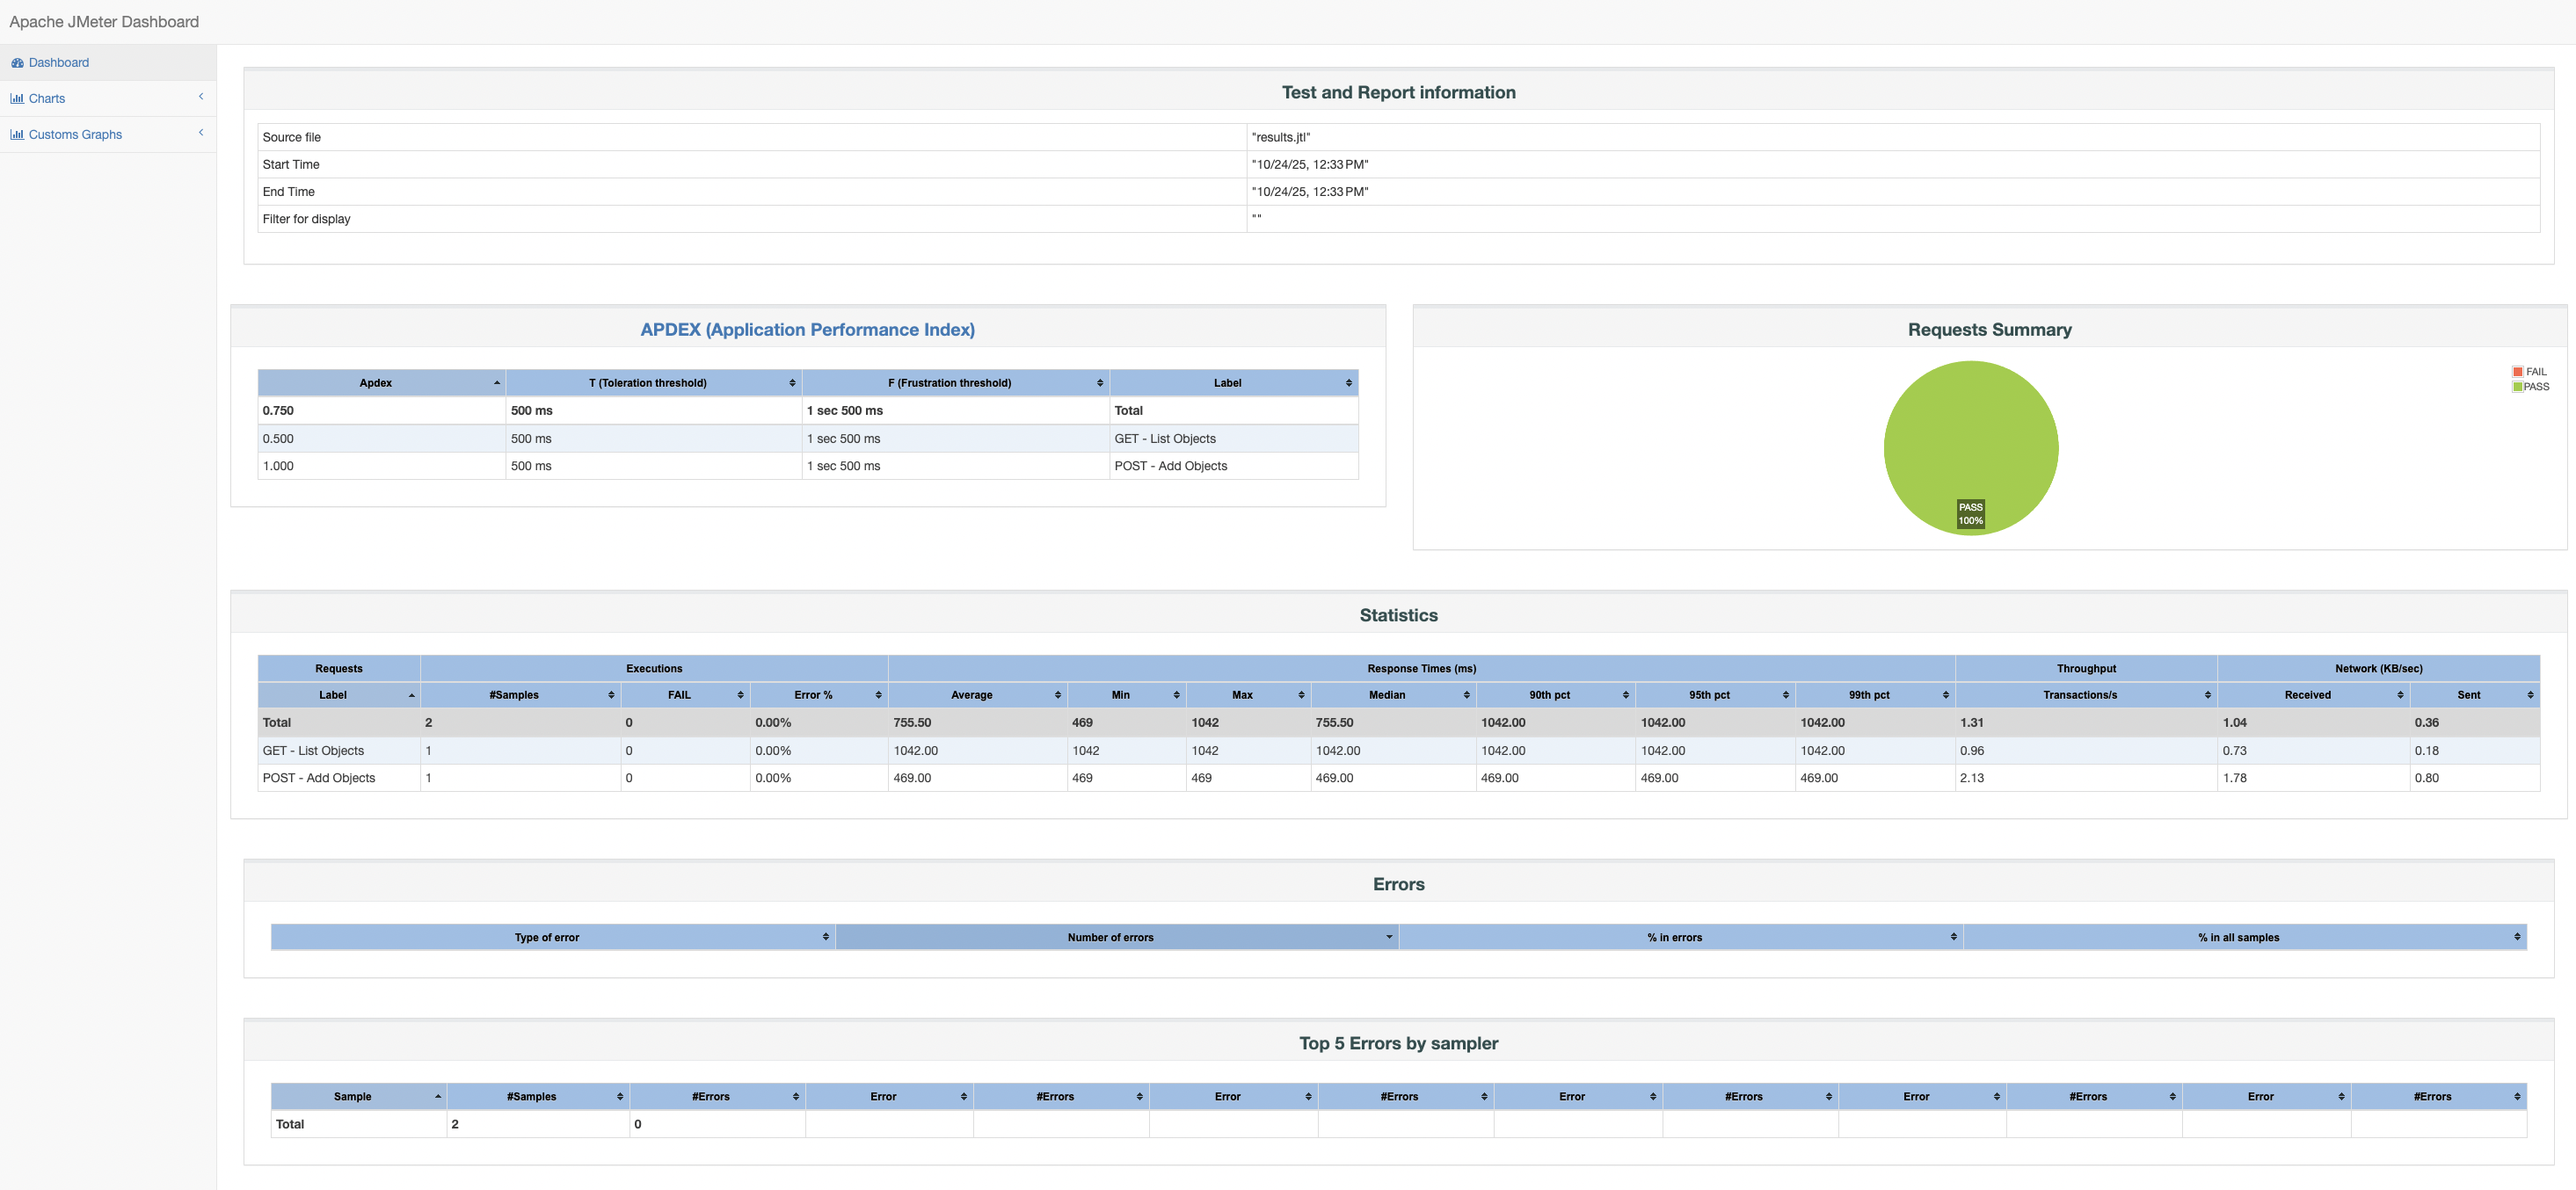 Apache JMeter Dashboard
Dashboard
Charts
Customs Graphs
Test and Report information
Source file "results.jtl"
Start Time "10/24/25, 12:33 PM"
End Time "10/24/25, 12:33 PM"
Filter for display ""
APDEX (Application Performance Index)
Apdex T (Toleration threshold) F (Frustration threshold) Label
0.750 500 ms 1 sec 500 ms Total
0.500 500 ms 1 sec 500 ms GET - List Objects
1.000 500 ms 1 sec 500 ms POST - Add Objects
Requests Summary
FAIL
PASS
PASS
100%
Statistics
Requests Executions Response Times (ms) Throughput Network (KB/sec)
Label #Samples FAIL Error % Average Min Max Median 90th pct 95th pct 99th pct Transactions/s Received Sent
Total 2 0 0.00% 755.50 469 1042 755.50 1042.00 1042.00 1042.00 1.31 1.04 0.36
GET - List Objects 1 0 0.00% 1042.00 1042 1042 1042.00 1042.00 1042.00 1042.00 0.96 0.73 0.18
POST - Add Objects 1 0 0.00% 469.00 469 469 469.00 469.00 469.00 469.00 2.13 1.78 0.80
Errors
Type of error Number of errors % in errors % in all samples
Top 5 Errors by sampler
Sample #Samples #Errors Error #Errors Error #Errors Error #Errors Error #Errors Error #Errors
Total 2 0